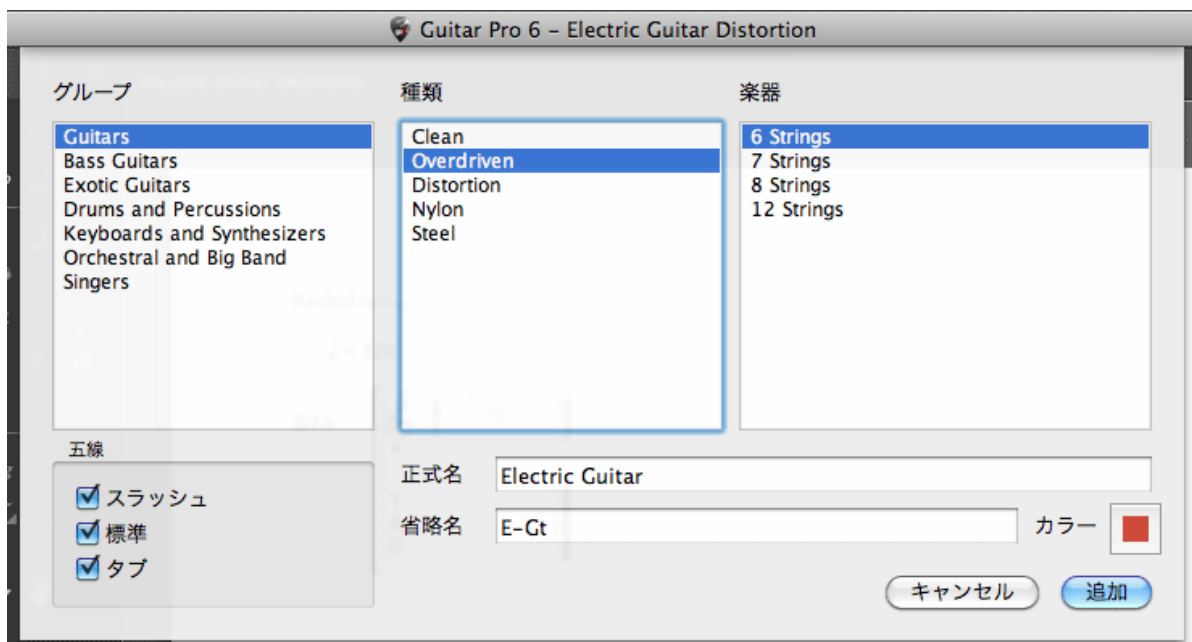 Guitar Pro 6 – Electric Guitar Distortion
グループ
Guitars
Bass Guitars
Exotic Guitars
Drums and Percussions
Keyboards and Synthesizers
Orchestral and Big Band
Singers
種類
Clean
Overdriven
Distortion
Nylon
Steel
楽器
6 Strings
7 Strings
8 Strings
12 Strings
五線
スラッシュ
標準
タブ
正式名 Electric Guitar
省略名 E-Gt
カラー
キャンセル 追加